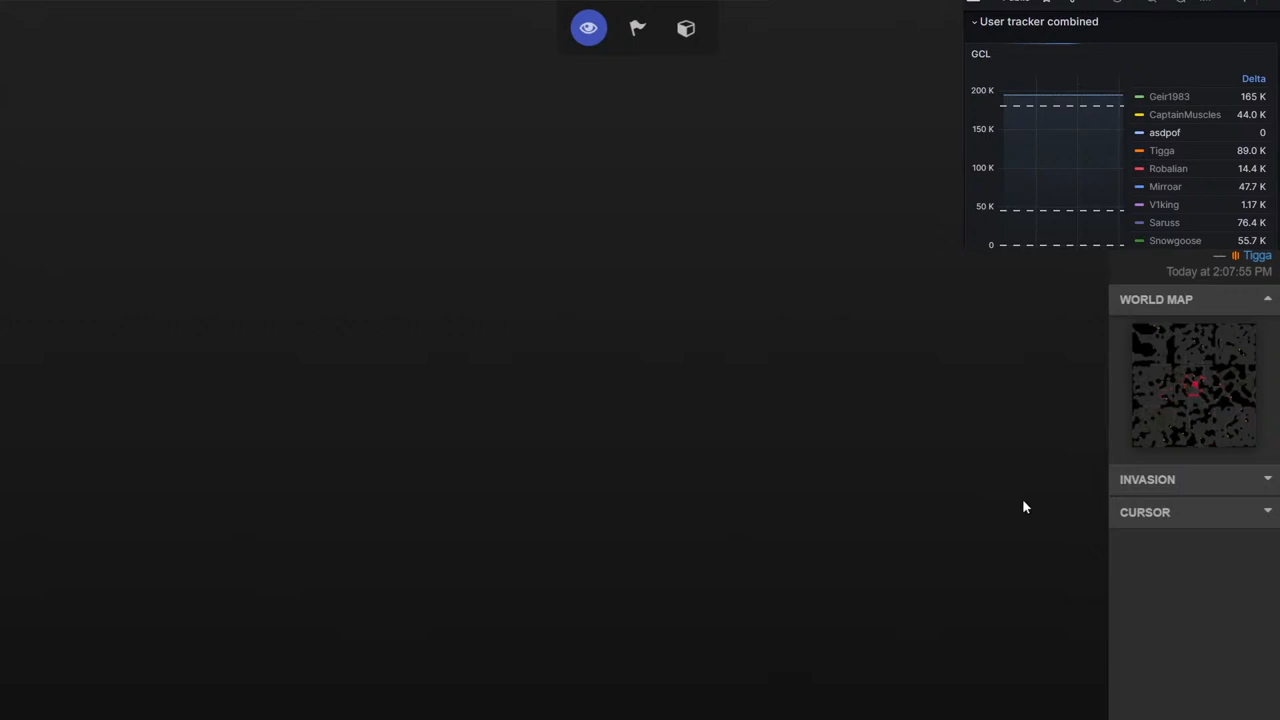 User tracker combined
GCL
Delta
200 K
150 K
100 K
50 K
0
Geir1983 165 K
CaptainMuscles 44.0 K
asdpof 0
Tigga 89.0 K
Robalian 14.4 K
Mirroar 47.7 K
V1king 1.17 K
Saruss 76.4 K
Snowgoose 55.7 K
— Tigga
Today at 2:07:55 PM
WORLD MAP
INVASION
CURSOR